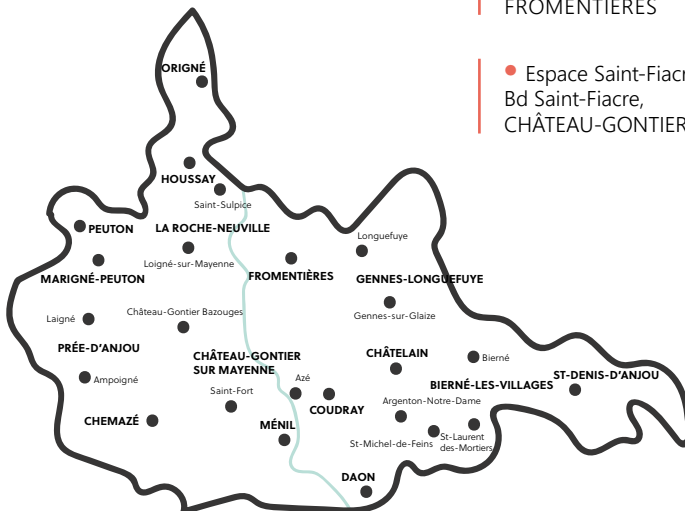 FROMENTIÈRES
Espace Saint-Fiacr
Bd Saint-Fiacre,
CHÂTEAU-GONTIER
ORIGNÉ
HOUSSAY
Saint-Sulpice
PEUTON
LA ROCHE-NEUVILLE
Longuefuye
Loigné-sur-Mayenne
MARIGNÉ-PEUTON
FROMENTIÈRES
GENNES-LONGUEFUYE
Château-Gontier Bazouges
Gennes-sur-Glaize
Laigné
PRÉE-D'ANJOU
CHÂTEAU-GONTIER
SUR MAYENNE
CHÂTELAIN
Bierné
Ampoigné
Azé
BIERNÉ-LES-VILLAGES
ST-DENIS-D'ANJOU
Saint-Fort
Argenton-Notre-Dame
COUDRAY
CHEMAZÉ
MÉNIL
St-Michel-de-Feins
St-Laurent
des-Mortiers
DAON